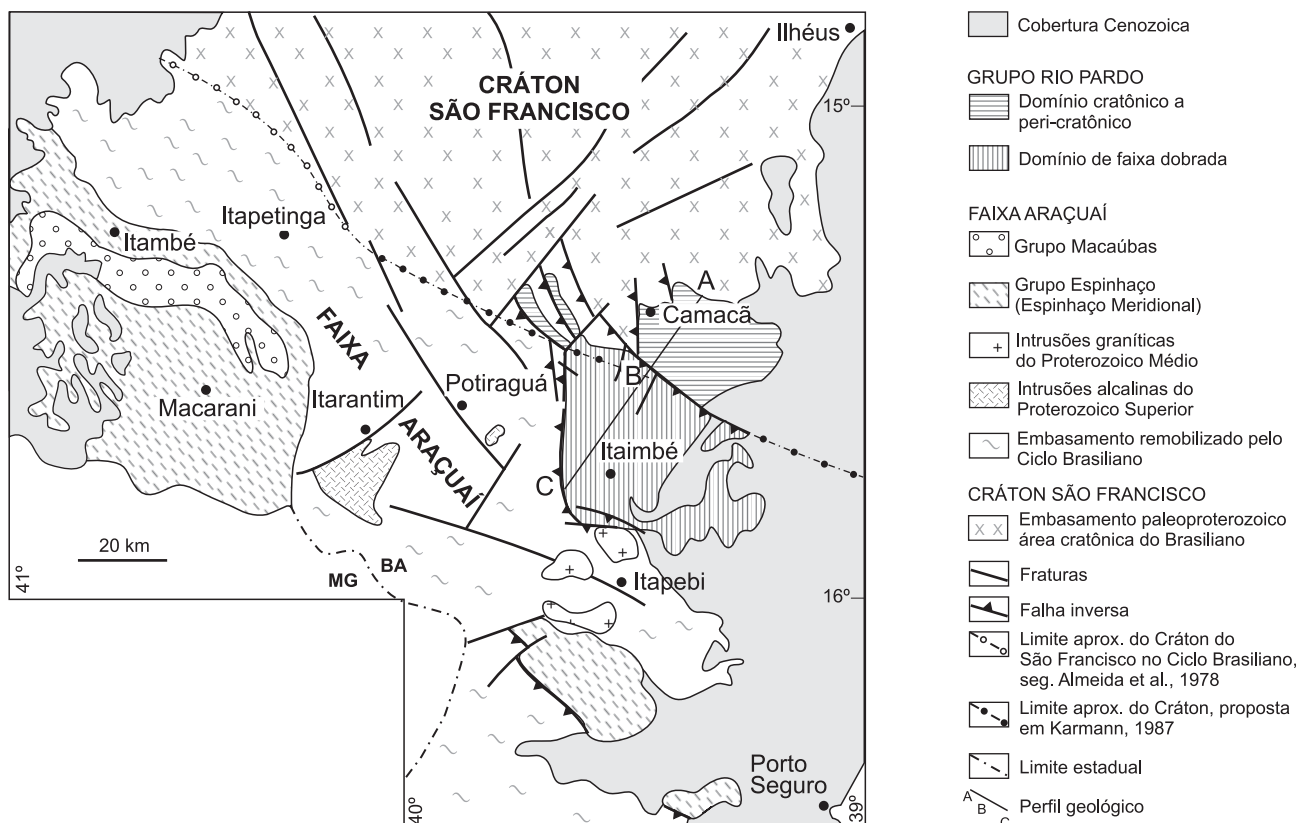 Ilhéus
CRÁTON
SÃO FRANCISCO
15º
Itapetinga
Itambé
A
Camacã
FAIXA
B
Potiraguá
Macarani
Itarantim
ARAÇUAÍ
Itaimbé
C
20 km
41º
MG
BA
Itapebi
16º
Porto
Seguro
40º
39º
Cobertura Cenozoica
GRUPO RIO PARDO
Domínio cratônico a
peri-cratônico
Domínio de faixa dobrada
FAIXA ARAÇUAÍ
Grupo Macaúbas
Grupo Espinhaço
(Espinhaço Meridional)
Intrusões graníticas
do Proterozoico Médio
Intrusões alcalinas do
Proterozoico Superior
Embasamento remobilizado pelo
Ciclo Brasiliano
CRÁTON SÃO FRANCISCO
Embasamento paleoproterozoico
área cratônica do Brasiliano
Fraturas
Falha inversa
Limite aprox. do Cráton do
São Francisco no Ciclo Brasiliano,
seg. Almeida et al., 1978
Limite aprox. do Cráton, proposta
em Karmann, 1987
Limite estadual
A
B
C
Perfil geológico